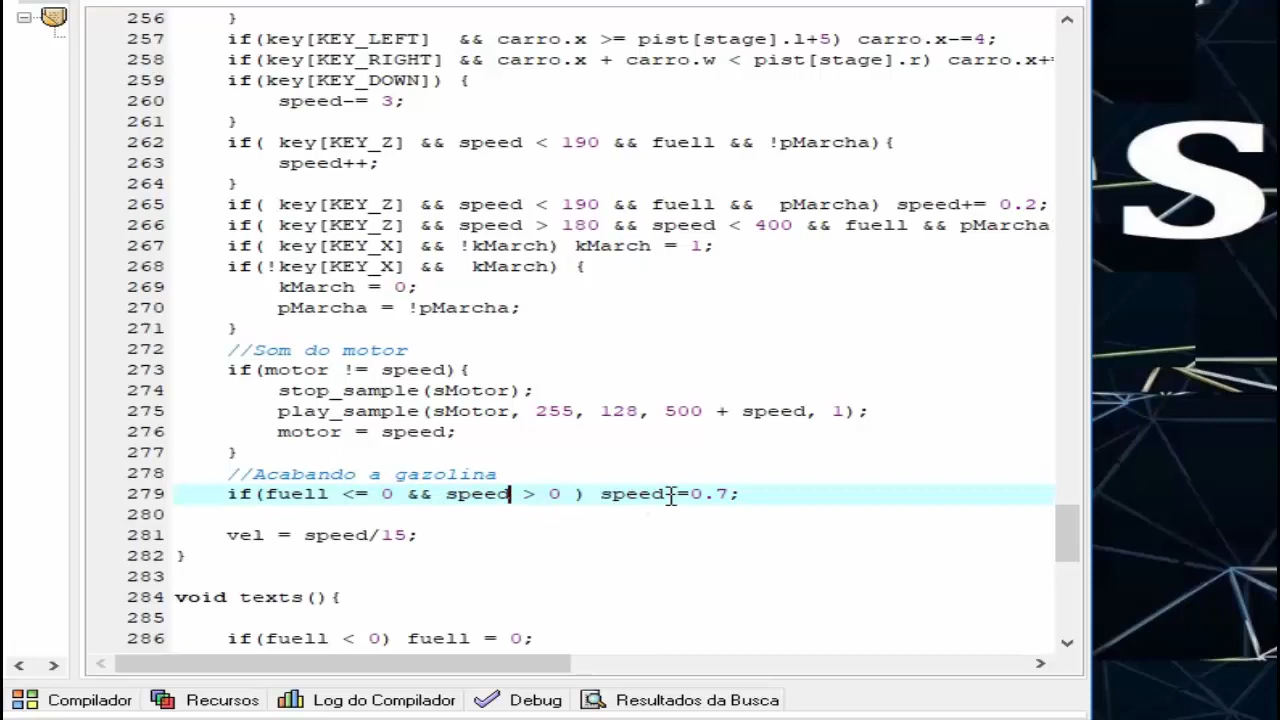 256 }
257 if(key[KEY_LEFT] && carro.x >= pist[stage].l+5) carro.x-=4;
258 if(key[KEY_RIGHT] && carro.x + carro.w < pist[stage].r) carro.x+
259 if(key[KEY_DOWN]) {
260 speed-= 3;
261 }
262 if( key[KEY_Z] && speed < 190 && fuell && !pMarcha){
263 speed++;
264 }
265 if( key[KEY_Z] && speed < 190 && fuell && pMarcha) speed+= 0.2;
266 if( key[KEY_Z] && speed > 180 && speed < 400 && fuell && pMarcha
267 if( key[KEY_X] && !kMarch) kMarch = 1;
268 if(!key[KEY_X] && kMarch) {
269 kMarch = 0;
270 pMarcha = !pMarcha;
271 }
272 //Som do motor
273 if(motor != speed){
274 stop_sample(sMotor);
275 play_sample(sMotor, 255, 128, 500 + speed, 1);
276 motor = speed;
277 }
278 //Acabando a gazolina
279 if(fuell <= 0 && speed > 0 ) speed-=0.7;
280
281 vel = speed/15;
282 }
283
284 void texts(){
285
286 if(fuell < 0) fuell = 0;
Compilador Recursos Log do Compilador Debug Resultados da Busca
S